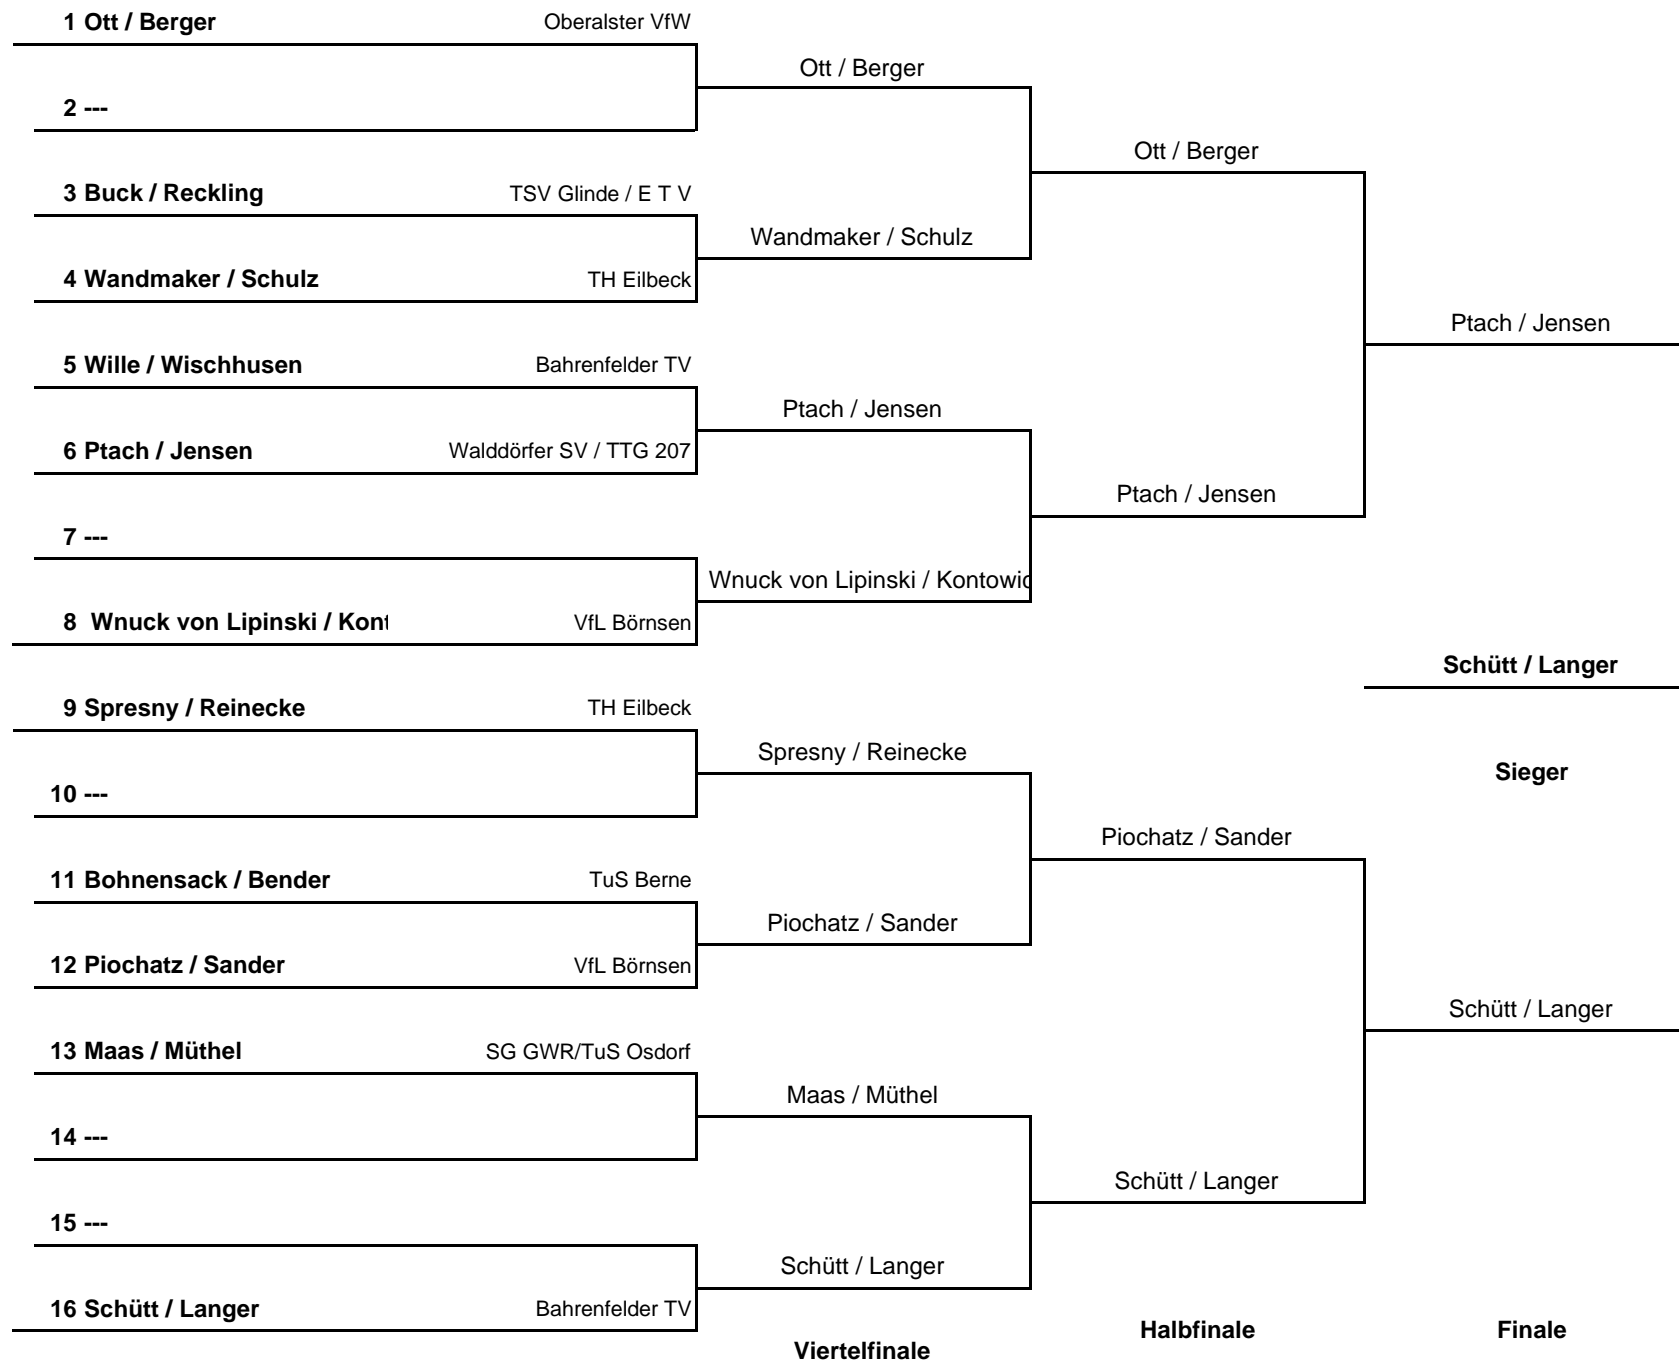 1 Ott / Berger Oberalster VfW
Ott / Berger
2 ---
Ott / Berger
3 Buck / Reckling TSV Glinde / E T V
Wandmaker / Schulz
4 Wandmaker / Schulz TH Eilbeck
Ptach / Jensen
5 Wille / Wischhusen Bahrenfelder TV
Ptach / Jensen
6 Ptach / Jensen Walddörfer SV / TTG 207
Ptach / Jensen
7 ---
Wnuck von Lipinski / Kontowic
8 Wnuck von Lipinski / Kont VfL Börnsen
Schütt / Langer
9 Spresny / Reinecke TH Eilbeck
Spresny / Reinecke
Sieger
10 ---
Piochatz / Sander
11 Bohnensack / Bender TuS Berne
Piochatz / Sander
12 Piochatz / Sander VfL Börnsen
Schütt / Langer
13 Maas / Müthel SG GWR/TuS Osdorf
Maas / Müthel
14 ---
Schütt / Langer
15 ---
Schütt / Langer
16 Schütt / Langer Bahrenfelder TV
Viertelfinale Halbfinale Finale